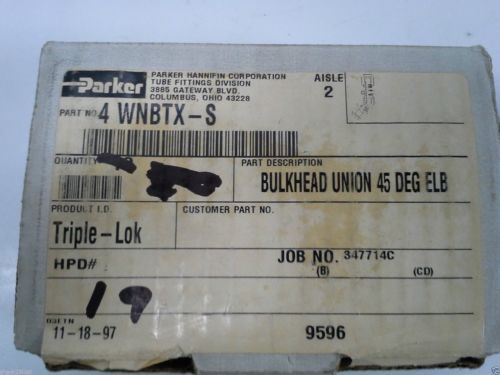 Parker
PARKER HANNIFIN CORPORATION
TUBE FITTINGS DIVISION
3885 GATEWAY BLVD.
COLUMBUS, OHIO 43228
AISLE
2
PART NO. 4 WNBTX-S
QUANTITY
PART DESCRIPTION
BULKHEAD UNION 45 DEG ELB
PRODUCT I.D.
CUSTOMER PART NO.
Triple-Lok
HPD#
JOB NO. 347714C
(B) (CD)
19
11-18-97
9596